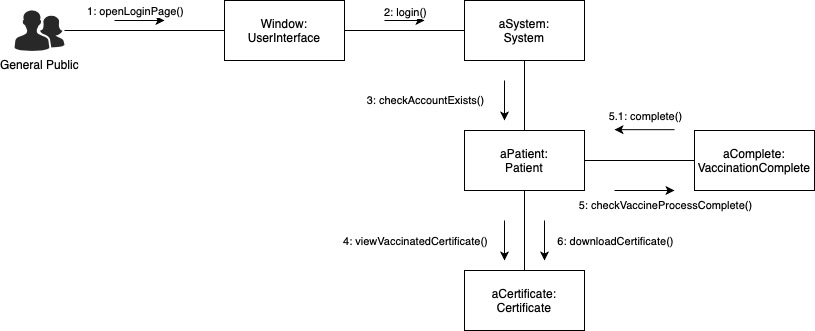 1: openLoginPage()
2: login()
Window:
UserInterface
aSystem:
System
General Public
3: checkAccountExists()
5.1: complete()
aPatient:
Patient
aComplete:
VaccinationComplete
5: checkVaccineProcessComplete()
4: viewVaccinatedCertificate()
6: downloadCertificate()
aCertificate:
Certificate